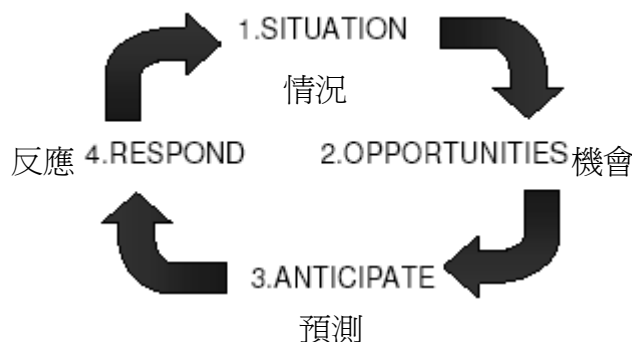 1.SITUATION
情況
反應 4.RESPOND
2.OPPORTUNITIES 機會
3.ANTICIPATE
預測